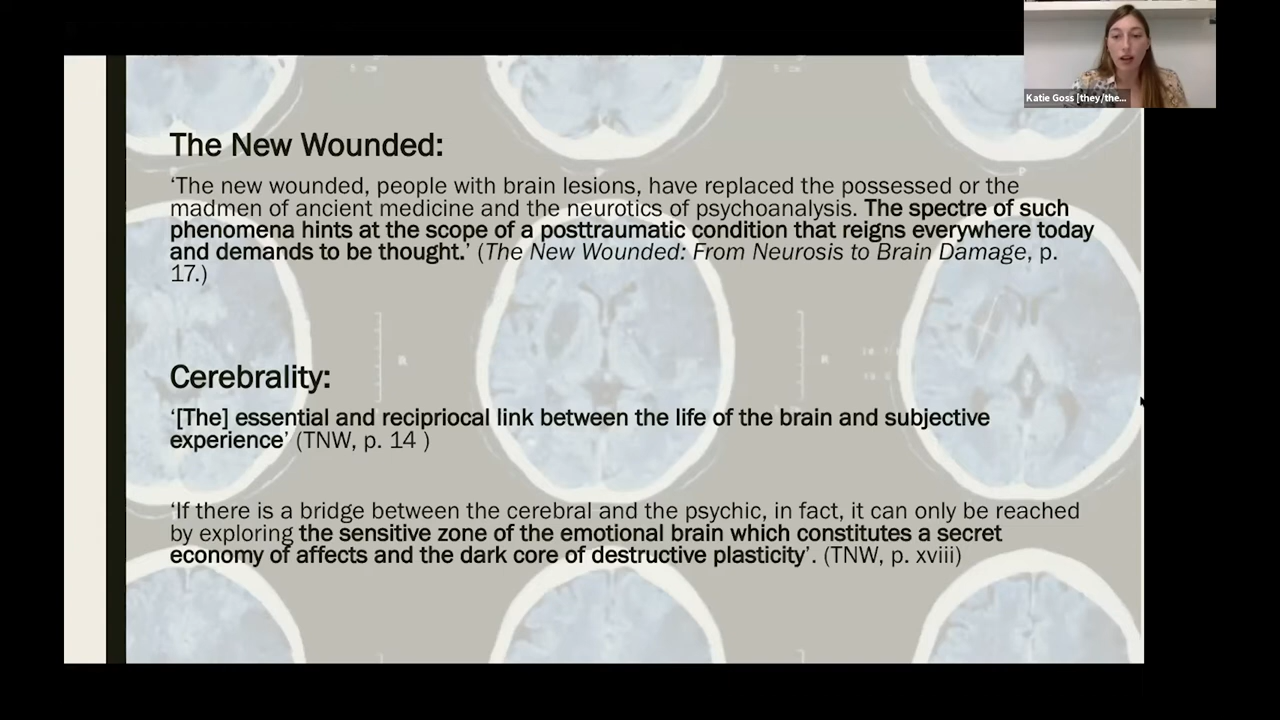 Katie Goss [they/the...
The New Wounded:
‘The new wounded, people with brain lesions, have replaced the possessed or the
madmen of ancient medicine and the neurotics of psychoanalysis. The spectre of such
phenomena hints at the scope of a posttraumatic condition that reigns everywhere today
and demands to be thought.’ (The New Wounded: From Neurosis to Brain Damage, p.
17.)
Cerebrality:
‘[The] essential and recipriocal link between the life of the brain and subjective
experience’ (TNW, p. 14 )
‘If there is a bridge between the cerebral and the psychic, in fact, it can only be reached
by exploring the sensitive zone of the emotional brain which constitutes a secret
economy of affects and the dark core of destructive plasticity’. (TNW, p. xviii)
R
R